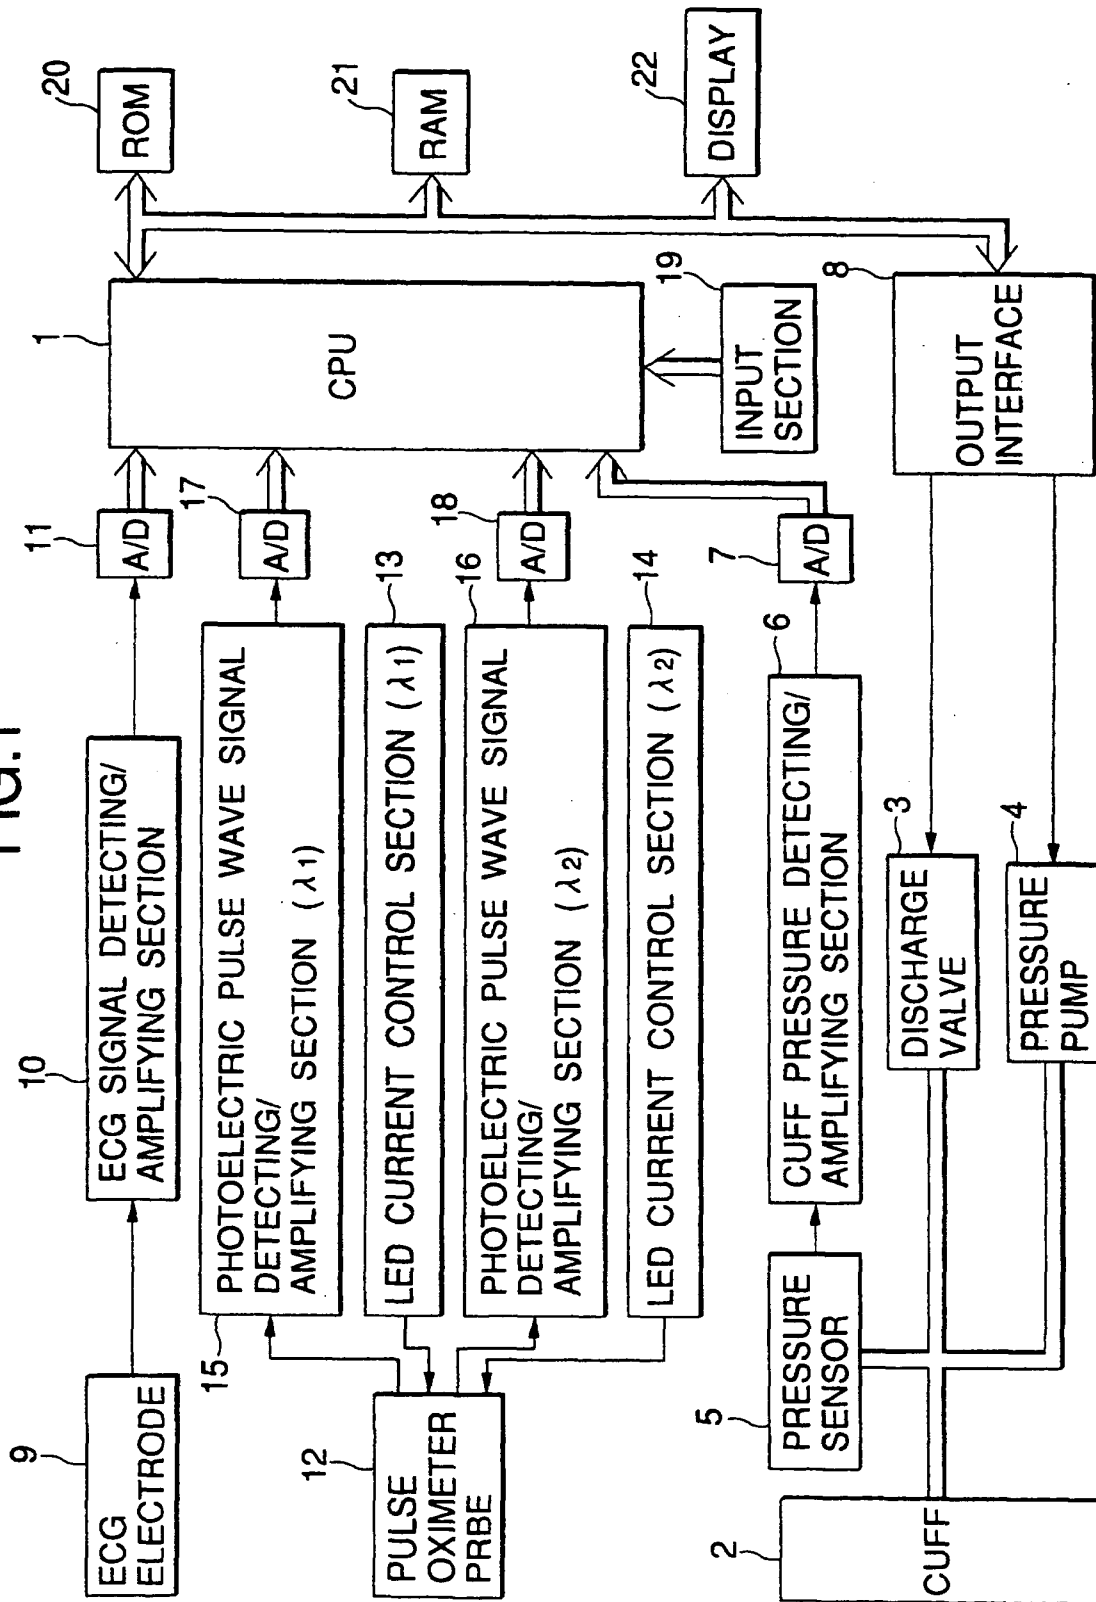 FIG.1
9
ECG
ELECTRODE
10
ECG SIGNAL DETECTING/
AMPLIFYING SECTION
11
A/D
1
CPU
20
ROM
15
PHOTOELECTRIC PULSE WAVE SIGNAL
DETECTING/
AMPLIFYING SECTION (λ1)
17
A/D
12
PULSE
OXIMETER
PRBE
LED CURRENT CONTROL SECTION (λ1)
13
21
RAM
PHOTOELECTRIC PULSE WAVE SIGNAL
DETECTING/
AMPLIFYING SECTION (λ2)
16
18
A/D
LED CURRENT CONTROL SECTION (λ2)
14
19
INPUT
SECTION
22
DISPLAY
5
PRESSURE
SENSOR
CUFF PRESSURE DETECTING/
AMPLIFYING SECTION
6
7
A/D
2
CUFF
DISCHARGE
VALVE
3
PRESSURE
PUMP
4
8
OUTPUT
INTERFACE